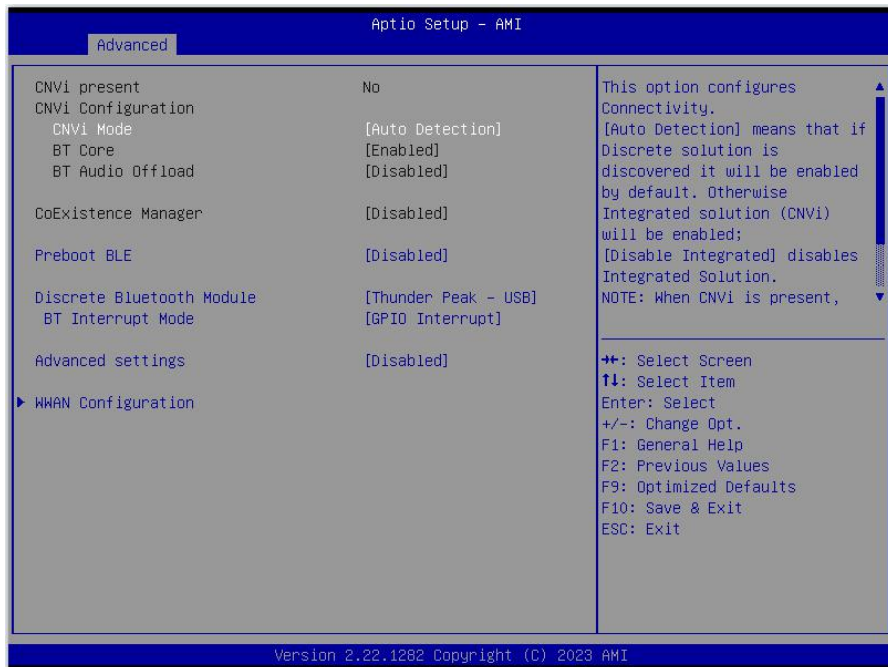 Aptio Setup – AMI
Advanced
CNVi present No
CNVi Configuration
CNVi Mode [Auto Detection]
BT Core [Enabled]
BT Audio Offload [Disabled]
CoExistence Manager [Disabled]
Preboot BLE [Disabled]
Discrete Bluetooth Module [Thunder Peak – USB]
BT Interrupt Mode [GPIO Interrupt]
Advanced settings [Disabled]
WWAN Configuration
This option configures
Connectivity.
[Auto Detection] means that if
Discrete solution is
discovered it will be enabled
by default. Otherwise
Integrated solution (CNVi)
will be enabled;
[Disable Integrated] disables
Integrated Solution.
NOTE: When CNVi is present,
→←: Select Screen
↑↓: Select Item
Enter: Select
+/-: Change Opt.
F1: General Help
F2: Previous Values
F9: Optimized Defaults
F10: Save & Exit
ESC: Exit
Version 2.22.1282 Copyright (C) 2023 AMI